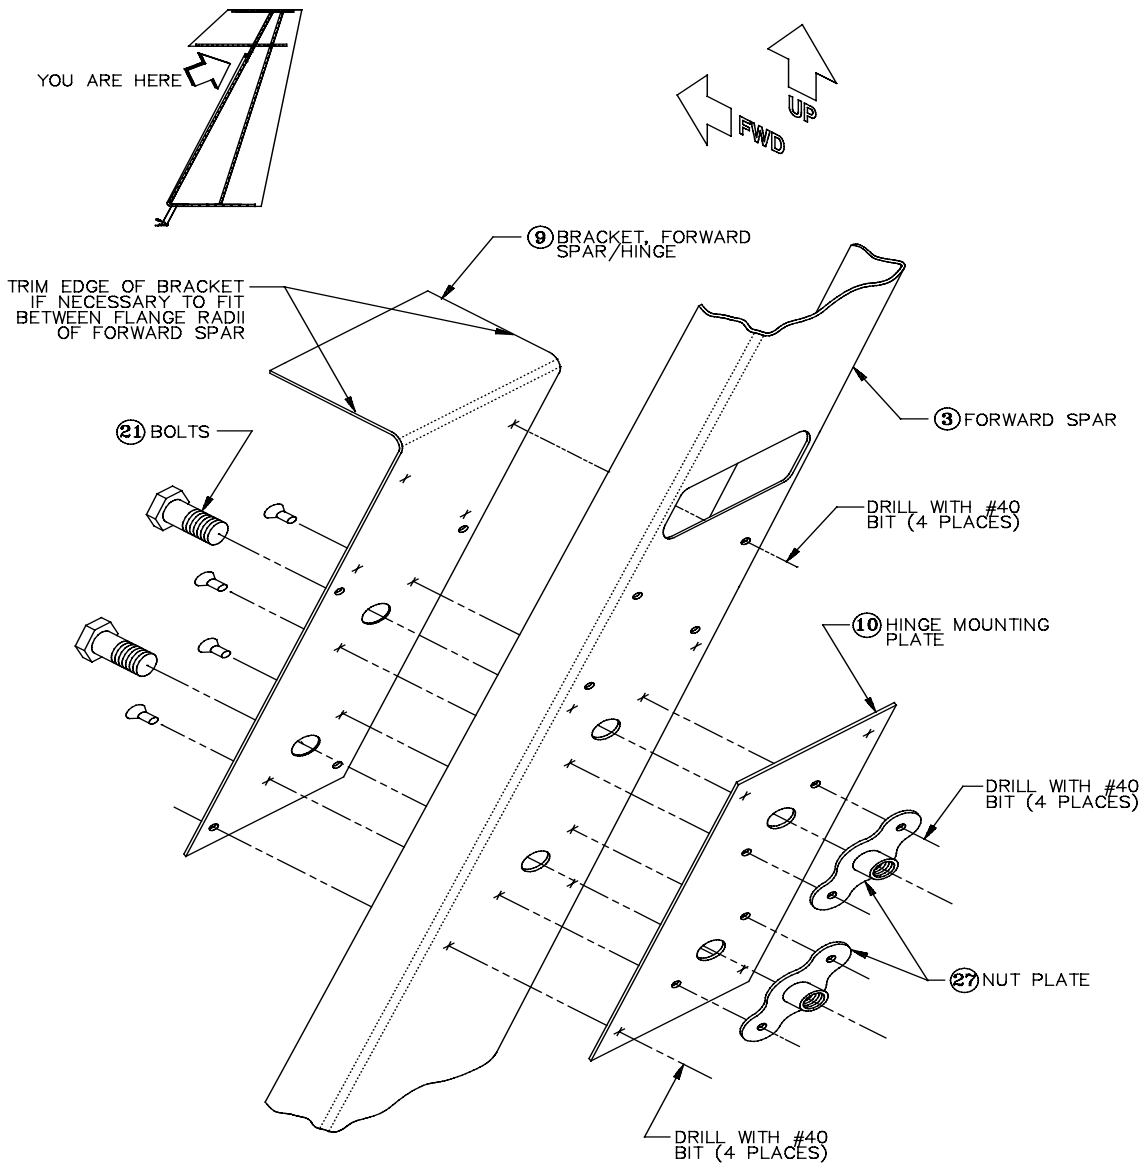 YOU ARE HERE
UP
FWD
9 BRACKET, FORWARD
SPAR/HINGE
TRIM EDGE OF BRACKET
IF NECESSARY TO FIT
BETWEEN FLANGE RADII
OF FORWARD SPAR
21 BOLTS
3 FORWARD SPAR
DRILL WITH #40
BIT (4 PLACES)
10 HINGE MOUNTING
PLATE
DRILL WITH #40
BIT (4 PLACES)
27 NUT PLATE
DRILL WITH #40
BIT (4 PLACES)